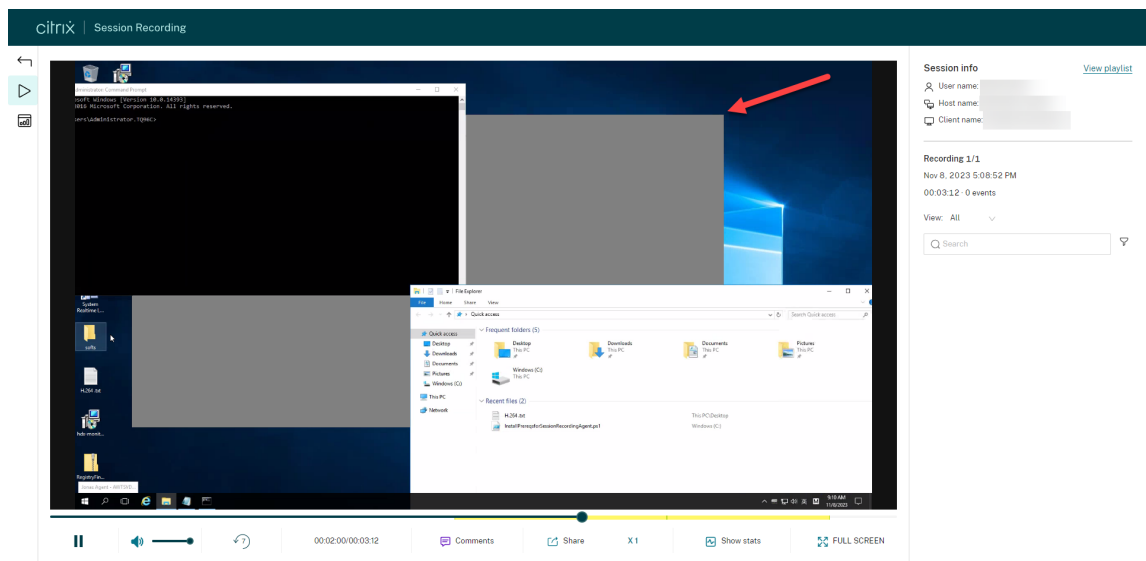 citrix Session Recording
Administrator: Command Prompt
rosoft Windows [Version 10.0.14393]
2016 Microsoft Corporation. All rights reserved.
sers\Administrator.1Q96C>
System
Realtime L...
H.264.txt
hdx-monit...
RegistryFin...
File Explorer
File Home Share View
Quick access
Search Quick access
Quick access
Desktop
Downloads
Documents
Pictures
Windows (C:)
This PC
Network
Frequent folders (5)
Desktop
This PC
Downloads
This PC
Documents
This PC
Pictures
This PC
Windows (C:)
This PC
Recent files (2)
H.264.txt This PC\Desktop
InstallPrereqsforSessionRecordingAgent.ps1 Windows (C:)
9:10 AM
11/8/2023
7
00:02:00/00:03:12
Comments
Share
X 1
Show stats
FULL SCREEN
Session info View playlist
User name:
Host name:
Client name:
Recording 1/1
Nov 8, 2023 5:08:52 PM
00:03:12 · 0 events
View: All
Search